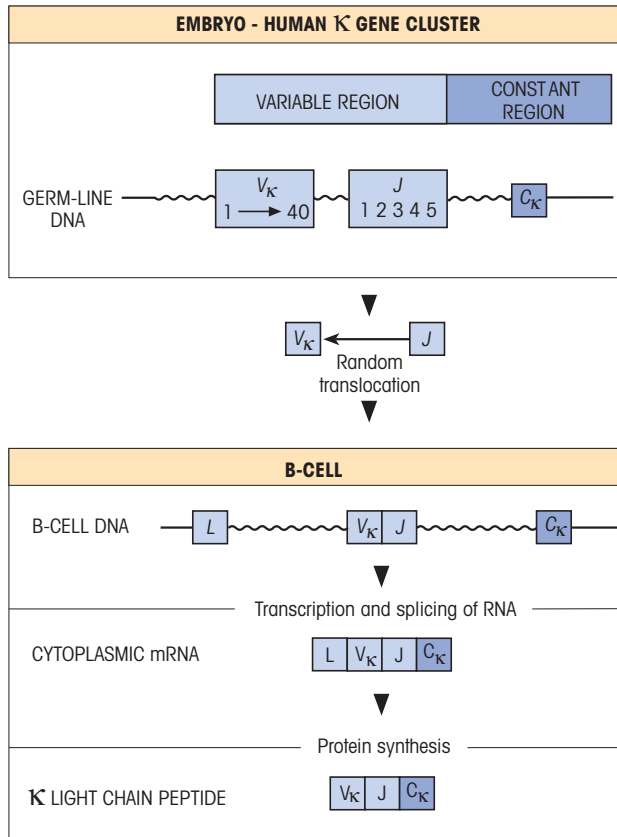 EMBRYO - HUMAN κ GENE CLUSTER
VARIABLE REGION
CONSTANT
REGION
GERM-LINE
DNA
Vκ
1 → 40
J
1 2 3 4 5
Cκ
Vκ
J
Random
translocation
B-CELL
B-CELL DNA
L
Vκ J
Cκ
Transcription and splicing of RNA
CYTOPLASMIC mRNA
L Vκ J Cκ
Protein synthesis
κ LIGHT CHAIN PEPTIDE
Vκ J Cκ